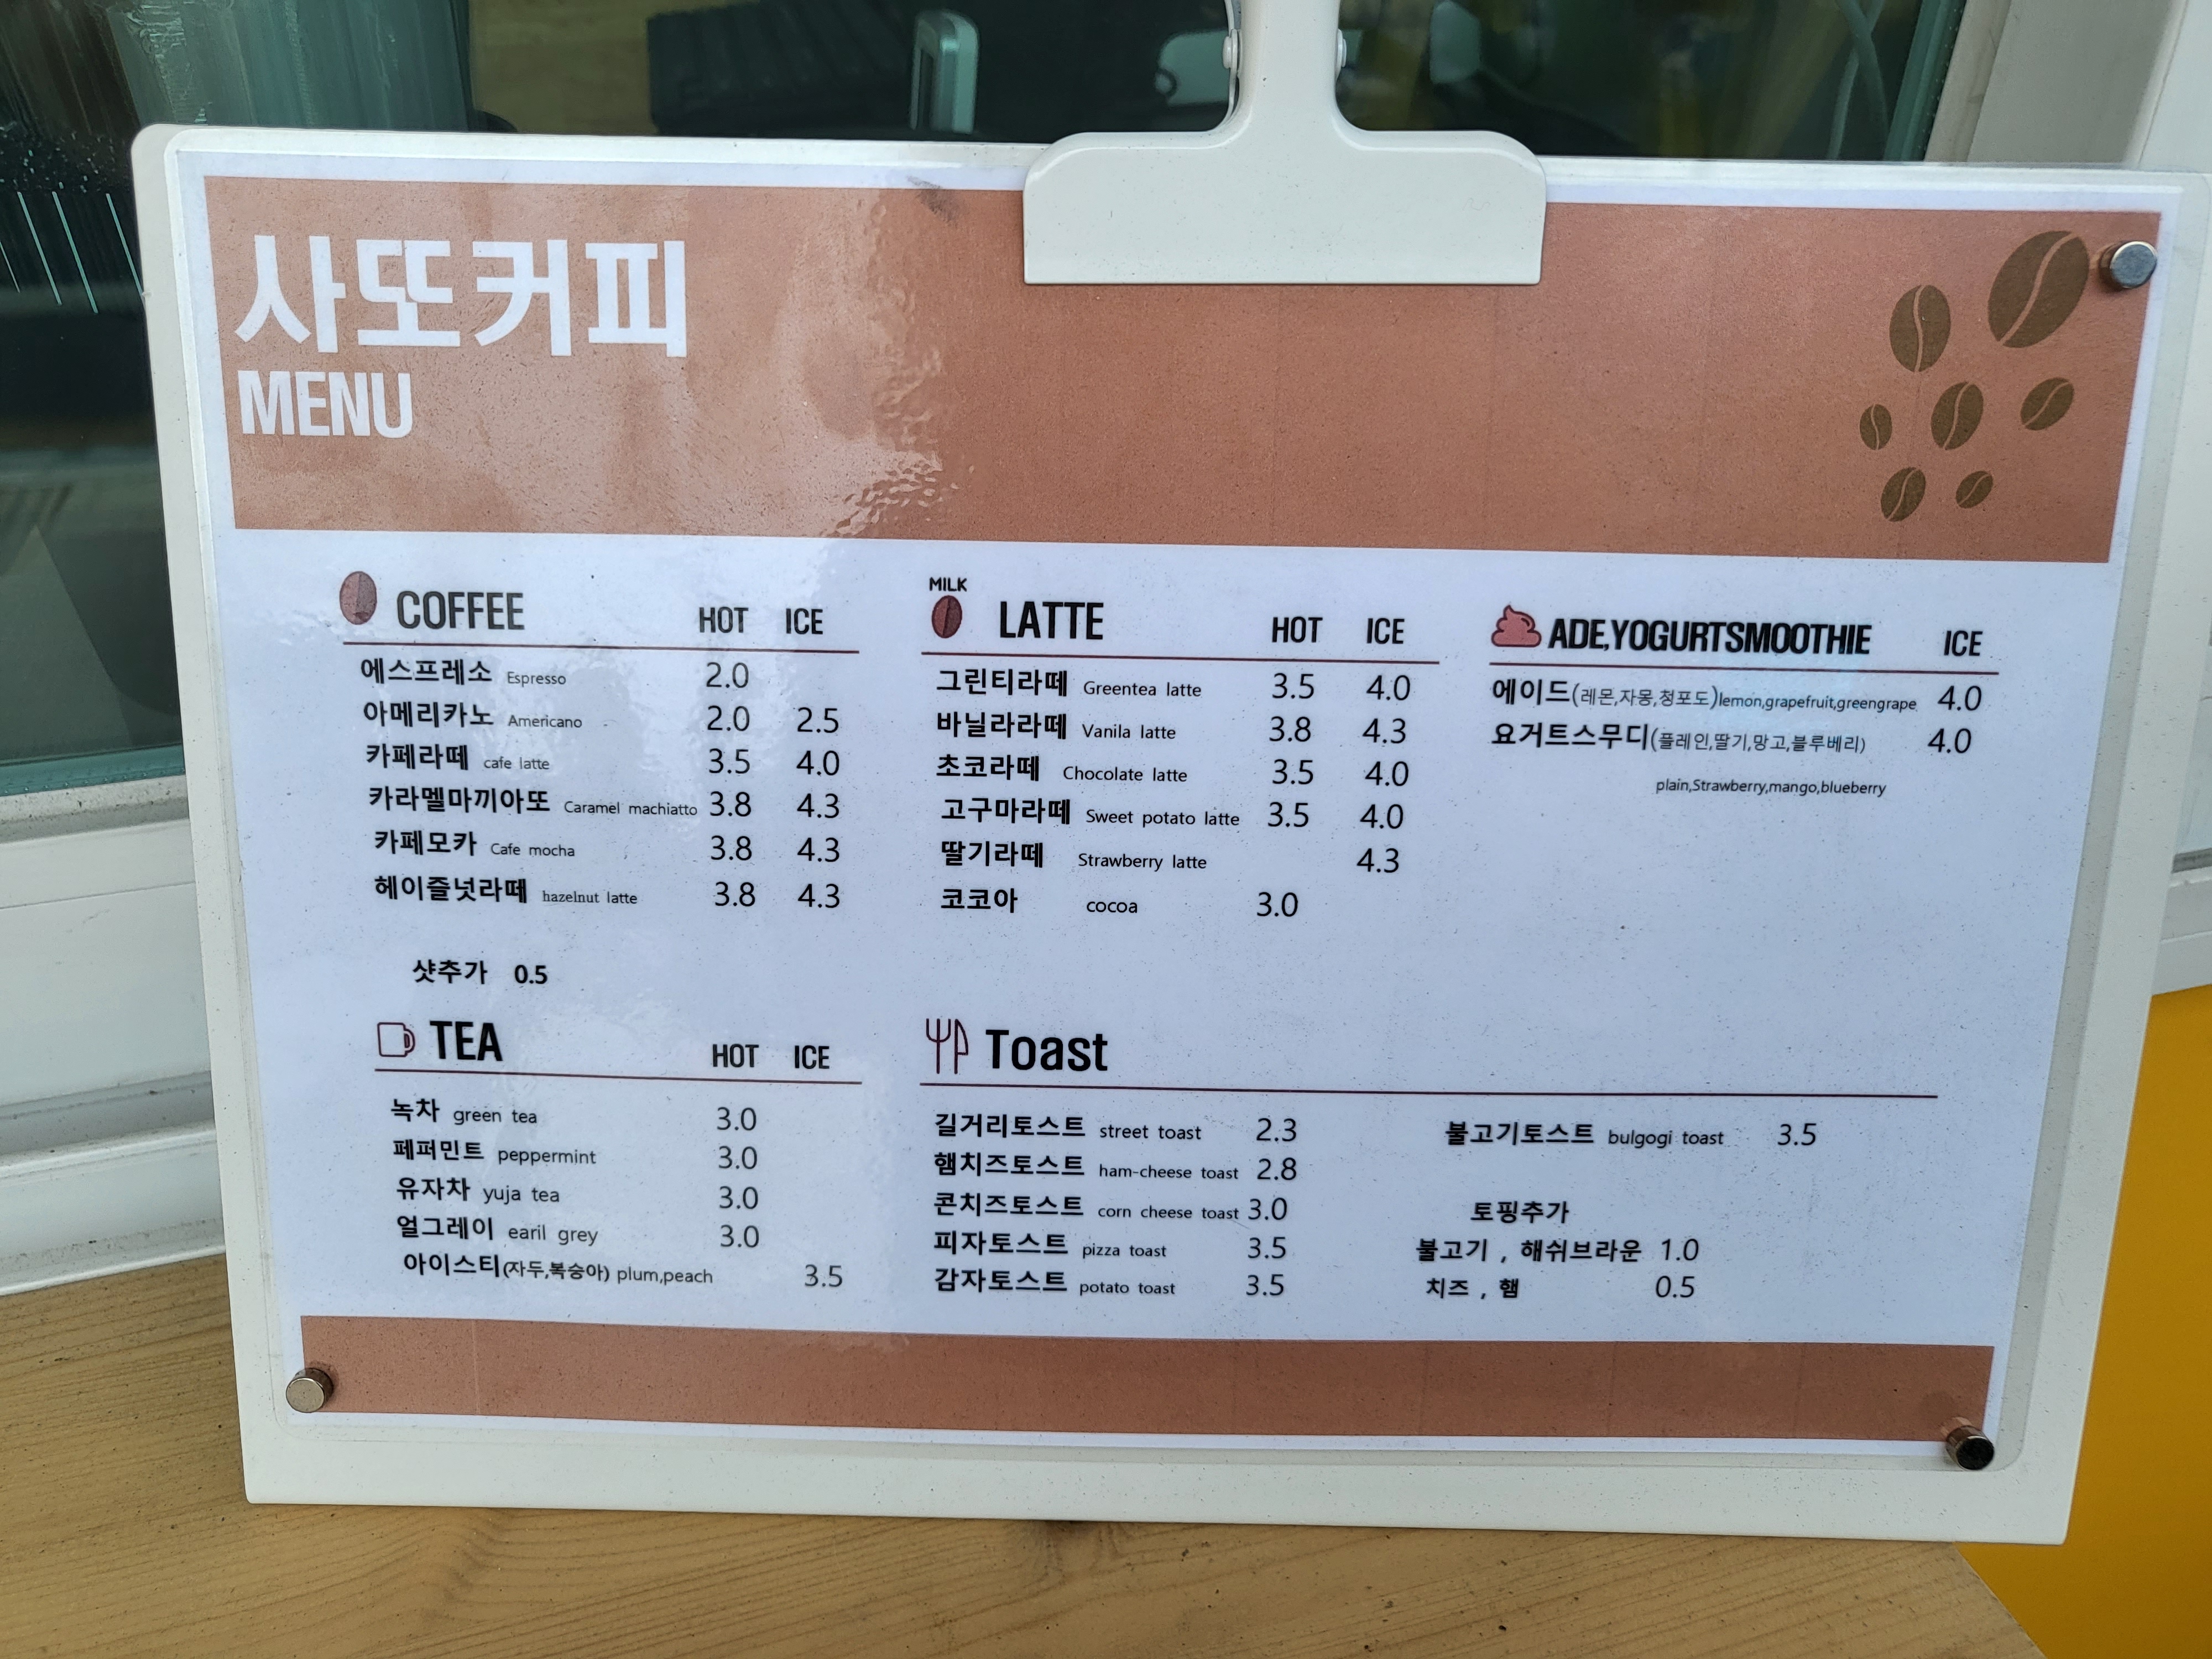 사또커피
MENU
COFFEE HOT ICE
에스프레소 Espresso 2.0
아메리카노 Americano 2.0 2.5
카페라떼 cafe latte 3.5 4.0
카라멜마끼아또 Caramel machiatto 3.8 4.3
카페모카 Cafe mocha 3.8 4.3
헤이즐넛라떼 hazelnut latte 3.8 4.3
샷추가 0.5
MILK
LATTE HOT ICE
그린티라떼 Greentea latte 3.5 4.0
바닐라라떼 Vanila latte 3.8 4.3
초코라떼 Chocolate latte 3.5 4.0
고구마라떼 Sweet potato latte 3.5 4.0
딸기라떼 Strawberry latte 4.3
코코아 cocoa 3.0
ADE,YOGURTSMOOTHIE ICE
에이드(레몬,자몽,청포도)lemon,grapefruit,greengrape 4.0
요거트스무디(플레인,딸기,망고,블루베리) 4.0
plain,Strawberry,mango,blueberry
TEA HOT ICE
녹차 green tea 3.0
페퍼민트 peppermint 3.0
유자차 yuja tea 3.0
얼그레이 earil grey 3.0
아이스티(자두,복숭아) plum,peach 3.5
Toast
길거리토스트 street toast 2.3
햄치즈토스트 ham-cheese toast 2.8
콘치즈토스트 corn cheese toast 3.0
피자토스트 pizza toast 3.5
감자토스트 potato toast 3.5
불고기토스트 bulgogi toast 3.5
토핑추가
불고기 , 해쉬브라운 1.0
치즈 , 햄 0.5